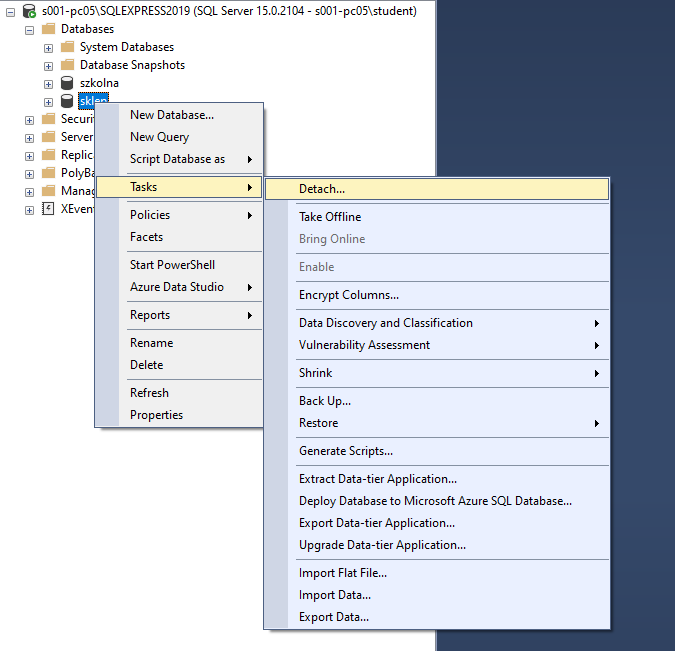 s001-pc05\SQLEXPRESS2019 (SQL Server 15.0.2104 - s001-pc05\student)
Databases
System Databases
Database Snapshots
szkolna
sklep
Securi
Server
Replic
PolyBa
Manag
XEven
New Database...
New Query
Script Database as
Tasks
Policies
Facets
Start PowerShell
Azure Data Studio
Reports
Rename
Delete
Refresh
Properties
Detach...
Take Offline
Bring Online
Enable
Encrypt Columns...
Data Discovery and Classification
Vulnerability Assessment
Shrink
Back Up...
Restore
Generate Scripts...
Extract Data-tier Application...
Deploy Database to Microsoft Azure SQL Database...
Export Data-tier Application...
Upgrade Data-tier Application...
Import Flat File...
Import Data...
Export Data...